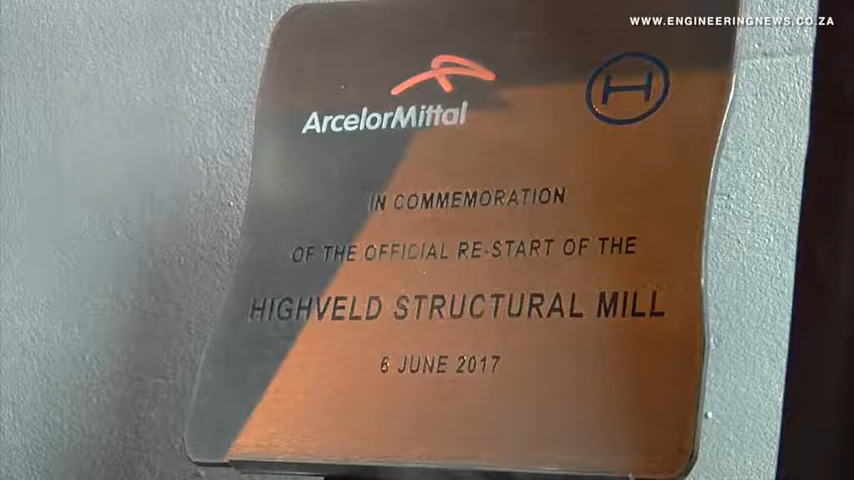 WWW.ENGINEERINGNEWS.CO.ZA
ArcelorMittal
H
IN COMMEMORATION
OF THE OFFICIAL RE-START OF THE
HIGHVELD STRUCTURAL MILL
6 JUNE 2017